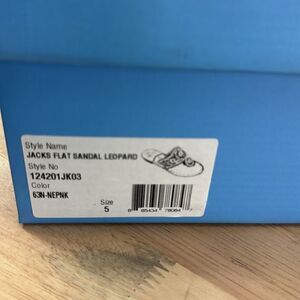 Style Name
JACKS FLAT SANDAL LEOPARD
Style No
124201JK03
Color
63N-NEPNK
Size
5